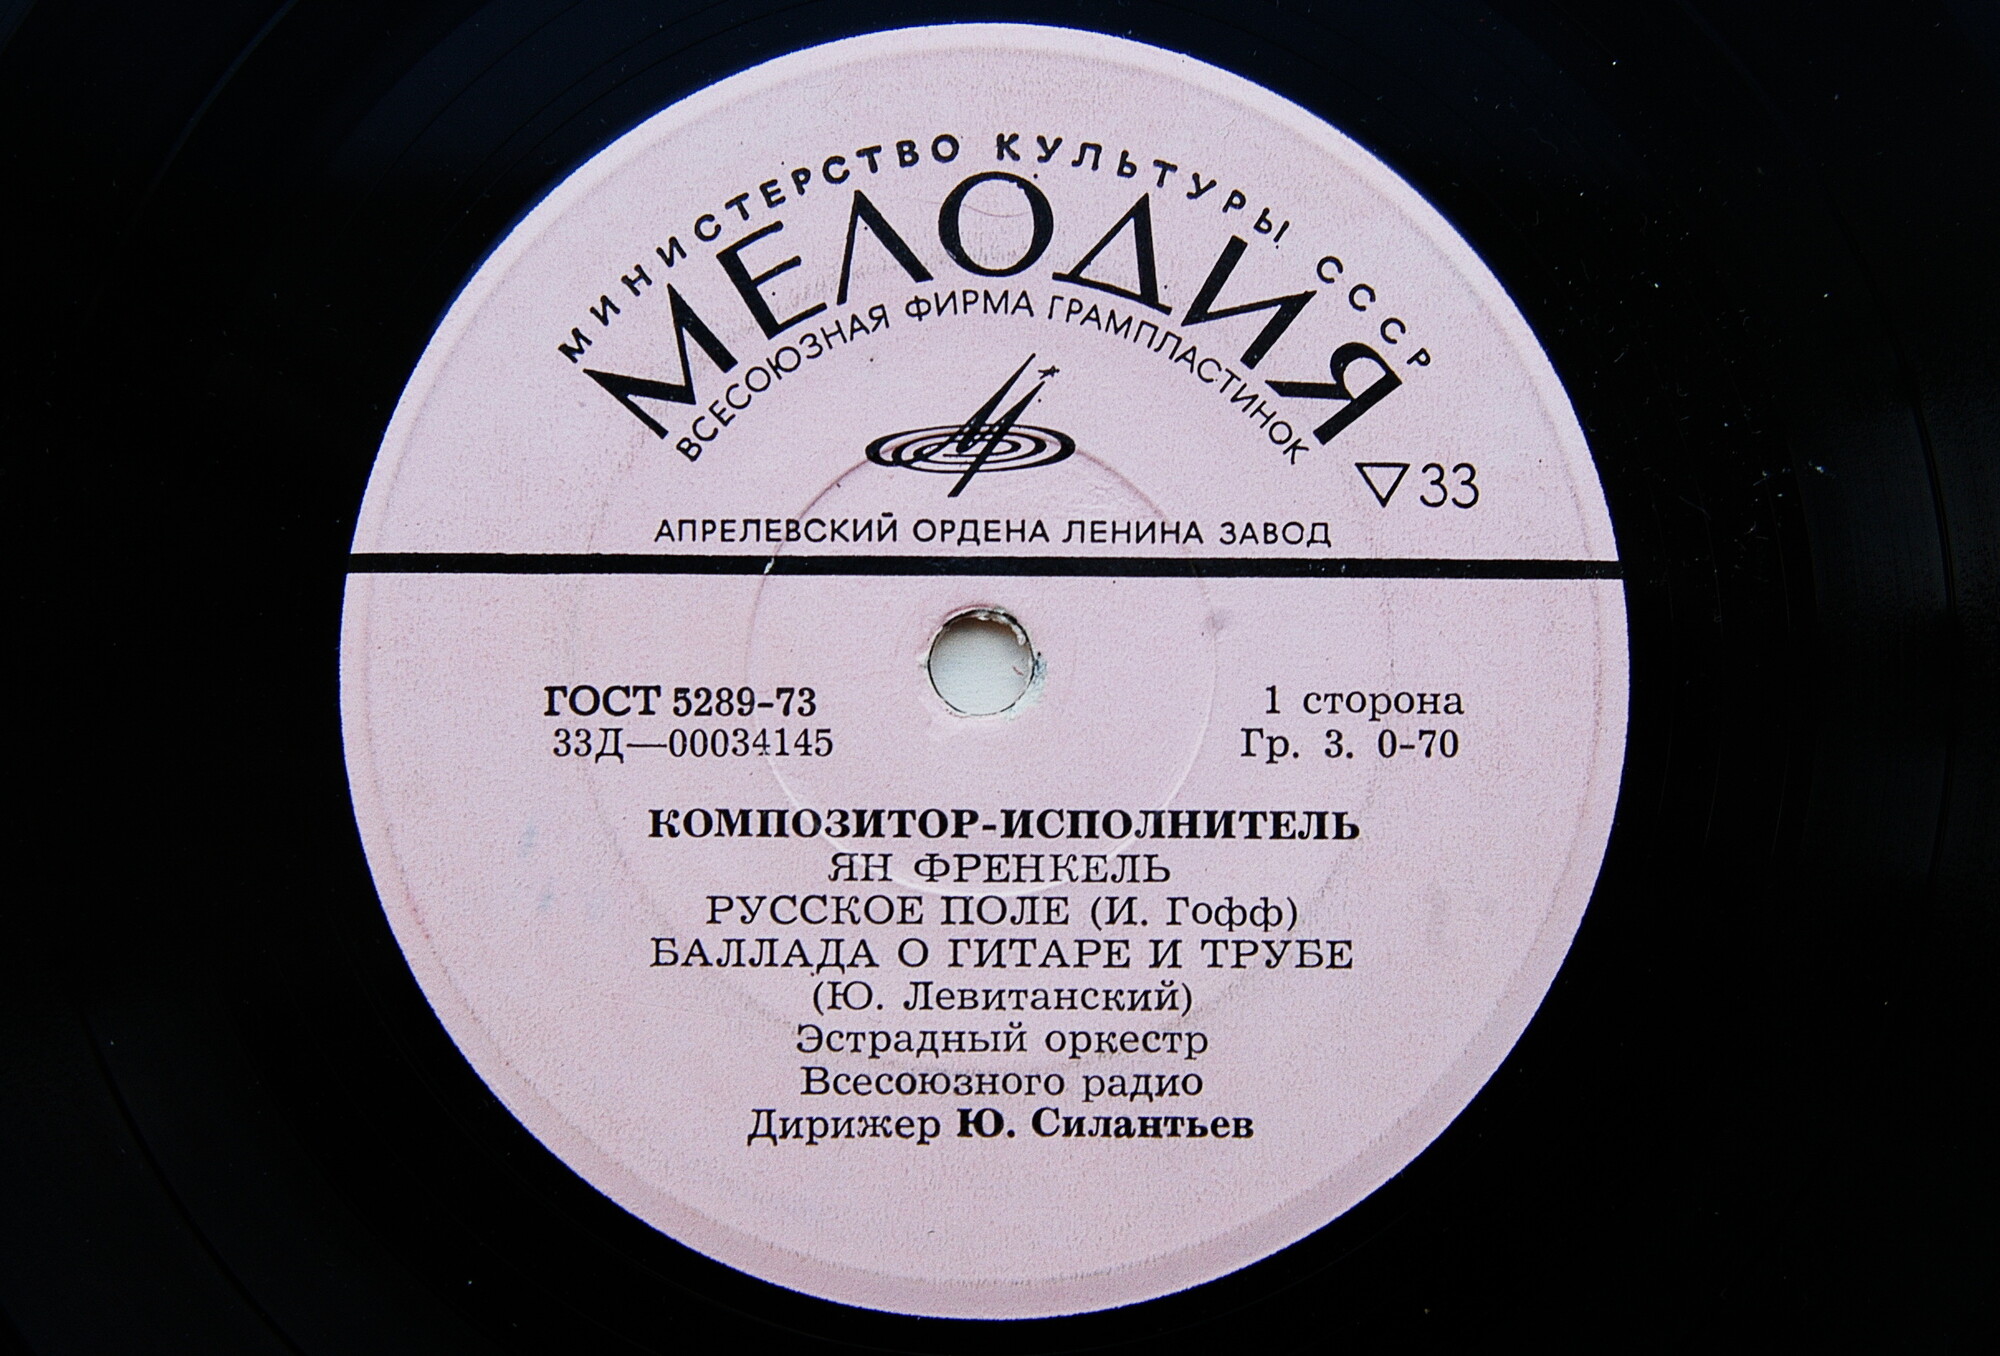 МИНИСТЕРСТВО КУЛЬТУРЫ СССР
МЕЛОДИЯ
ВСЕСОЮЗНАЯ ФИРМА ГРАМПЛАСТИНОК
▽33
АПРЕЛЕВСКИЙ ОРДЕНА ЛЕНИНА ЗАВОД
ГОСТ 5289-73
1 сторона
33Д—00034145
Гр. 3. 0-70
КОМПОЗИТОР-ИСПОЛНИТЕЛЬ
ЯН ФРЕНКЕЛЬ
РУССКОЕ ПОЛЕ (И. Гофф)
БАЛЛАДА О ГИТАРЕ И ТРУБЕ
(Ю. Левитанский)
Эстрадный оркестр
Всесоюзного радио
Дирижер Ю. Силантьев